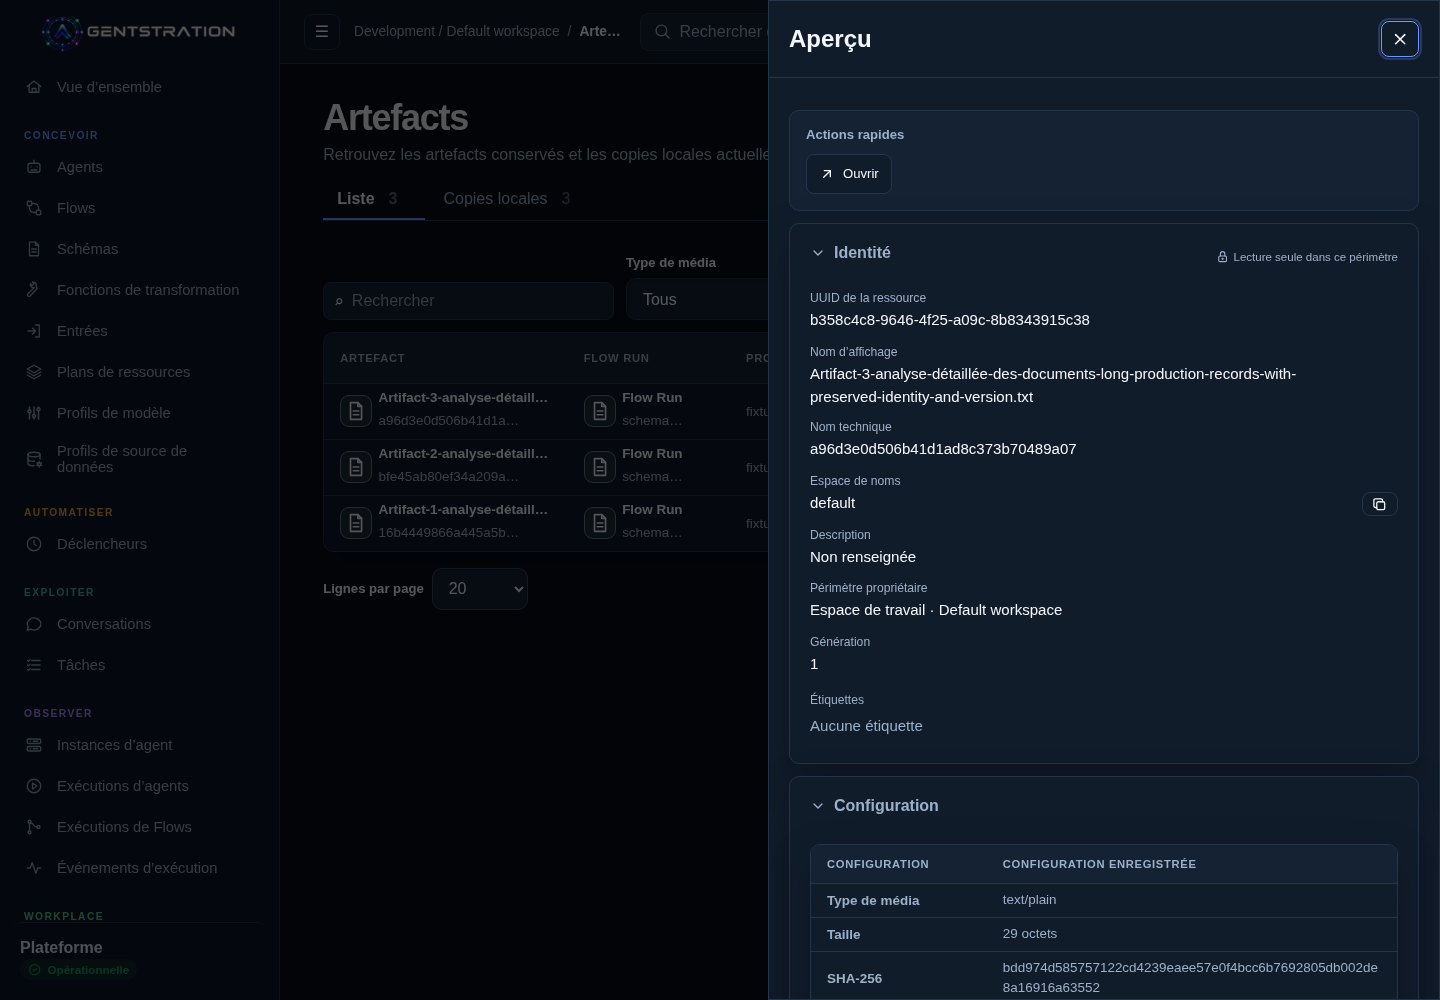 GENTSTRATION
Vue d’ensemble
CONCEVOIR
Agents
Flows
Schémas
Fonctions de transformation
Entrées
Plans de ressources
Profils de modèle
Profils de source de
données
AUTOMATISER
Déclencheurs
EXPLOITER
Conversations
Tâches
OBSERVER
Instances d’agent
Exécutions d’agents
Exécutions de Flows
Événements d’exécution
WORKPLACE
Plateforme
Opérationnelle
Development / Default workspace / Arte…
Rechercher
Artefacts
Retrouvez les artefacts conservés et les copies locales actuelle
Liste 3
Copies locales 3
Type de média
Rechercher
Tous
ARTEFACT FLOW RUN
Artifact-3-analyse-détaill… Flow Run
a96d3e0d506b41d1a… schema…
Artifact-2-analyse-détaill… Flow Run
bfe45ab80ef34a209a… schema…
Artifact-1-analyse-détaill… Flow Run
16b4449866a445a5b… schema…
Lignes par page 20
Aperçu
Actions rapides
Ouvrir
Identité
Lecture seule dans ce périmètre
UUID de la ressource
b358c4c8-9646-4f25-a09c-8b8343915c38
Nom d’affichage
Artifact-3-analyse-détaillée-des-documents-long-production-records-with-
preserved-identity-and-version.txt
Nom technique
a96d3e0d506b41d1ad8c373b70489a07
Espace de noms
default
Description
Non renseignée
Périmètre propriétaire
Espace de travail · Default workspace
Génération
1
Étiquettes
Aucune étiquette
Configuration
CONFIGURATION CONFIGURATION ENREGISTRÉE
Type de média text/plain
Taille 29 octets
SHA-256 bdd974d585757122cd4239eaee57e0f4bcc6b7692805db002de
8a16916a63552